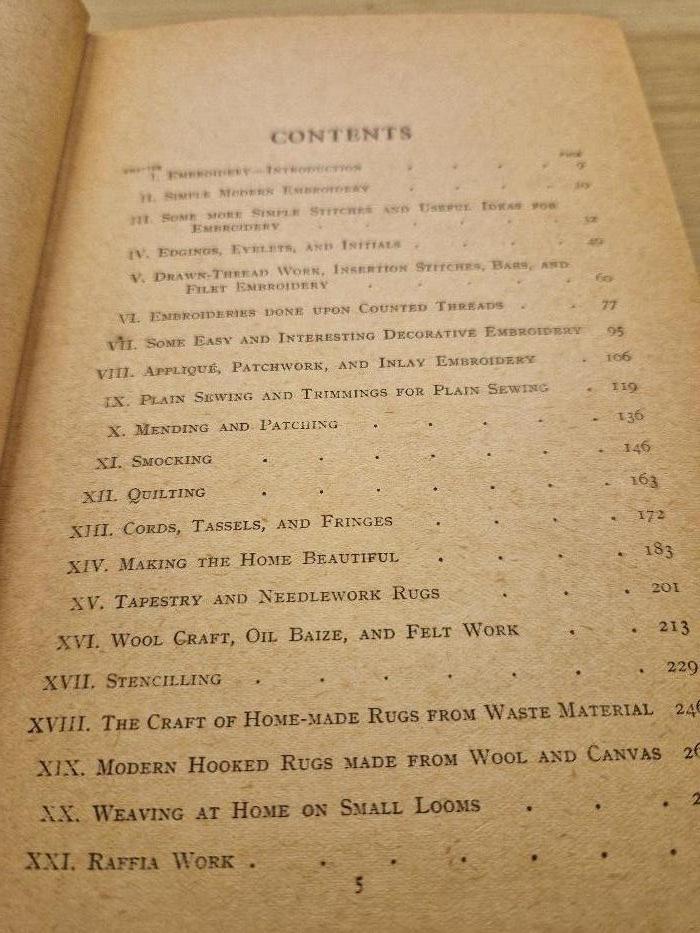 CONTENTS
CHAPTER PAGE
I. EMBROIDERY—INTRODUCTION . . . . 9
II. SIMPLE MODERN EMBROIDERY . . . .
III. SOME MORE SIMPLE STITCHES AND USEFUL IDEAS FOR
EMBROIDERY . . . . . 32
IV. EDGINGS, EYELETS, AND INITIALS . . . . 49
V. DRAWN-THREAD WORK, INSERTION STITCHES, BARS, AND
FILET EMBROIDERY . . . . . 60
VI. EMBROIDERIES DONE UPON COUNTED THREADS . . 77
VII. SOME EASY AND INTERESTING DECORATIVE EMBROIDERY 95
VIII. APPLIQUÉ, PATCHWORK, AND INLAY EMBROIDERY . 106
IX. PLAIN SEWING AND TRIMMINGS FOR PLAIN SEWING . 119
X. MENDING AND PATCHING . . . . . 136
XI. SMOCKING . . . . . . . 146
XII. QUILTING . . . . . . . 163
XIII. CORDS, TASSELS, AND FRINGES . . . . 172
XIV. MAKING THE HOME BEAUTIFUL . . . . 183
XV. TAPESTRY AND NEEDLEWORK RUGS . . . 201
XVI. WOOL CRAFT, OIL BAIZE, AND FELT WORK . . 213
XVII. STENCILLING . . . . . . . 229
XVIII. THE CRAFT OF HOME-MADE RUGS FROM WASTE MATERIAL 246
XIX. MODERN HOOKED RUGS MADE FROM WOOL AND CANVAS 26
XX. WEAVING AT HOME ON SMALL LOOMS . . . 2
XXI. RAFFIA WORK . . . . . . .
5